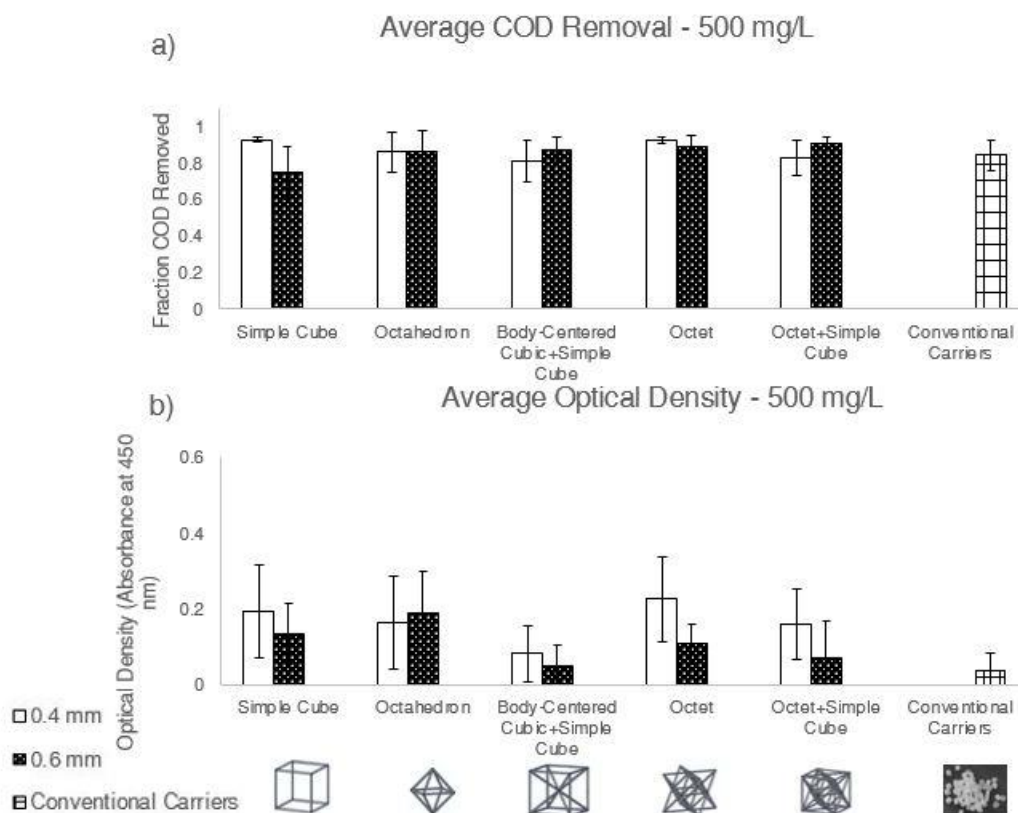 a)
Average COD Removal - 500 mg/L
Fraction COD Removed
1
0.8
0.6
0.4
0.2
0
Simple Cube
Octahedron
Body-Centered
Cubic+Simple
Cube
Octet
Octet+Simple
Cube
Conventional
Carriers
b)
Average Optical Density - 500 mg/L
Optical Density (Absorbance at 450
nm)
0.6
0.4
0.2
0
Simple Cube
Octahedron
Body-Centered
Cubic+Simple
Cube
Octet
Octet+Simple
Cube
Conventional
Carriers
0.4 mm
0.6 mm
Conventional Carriers